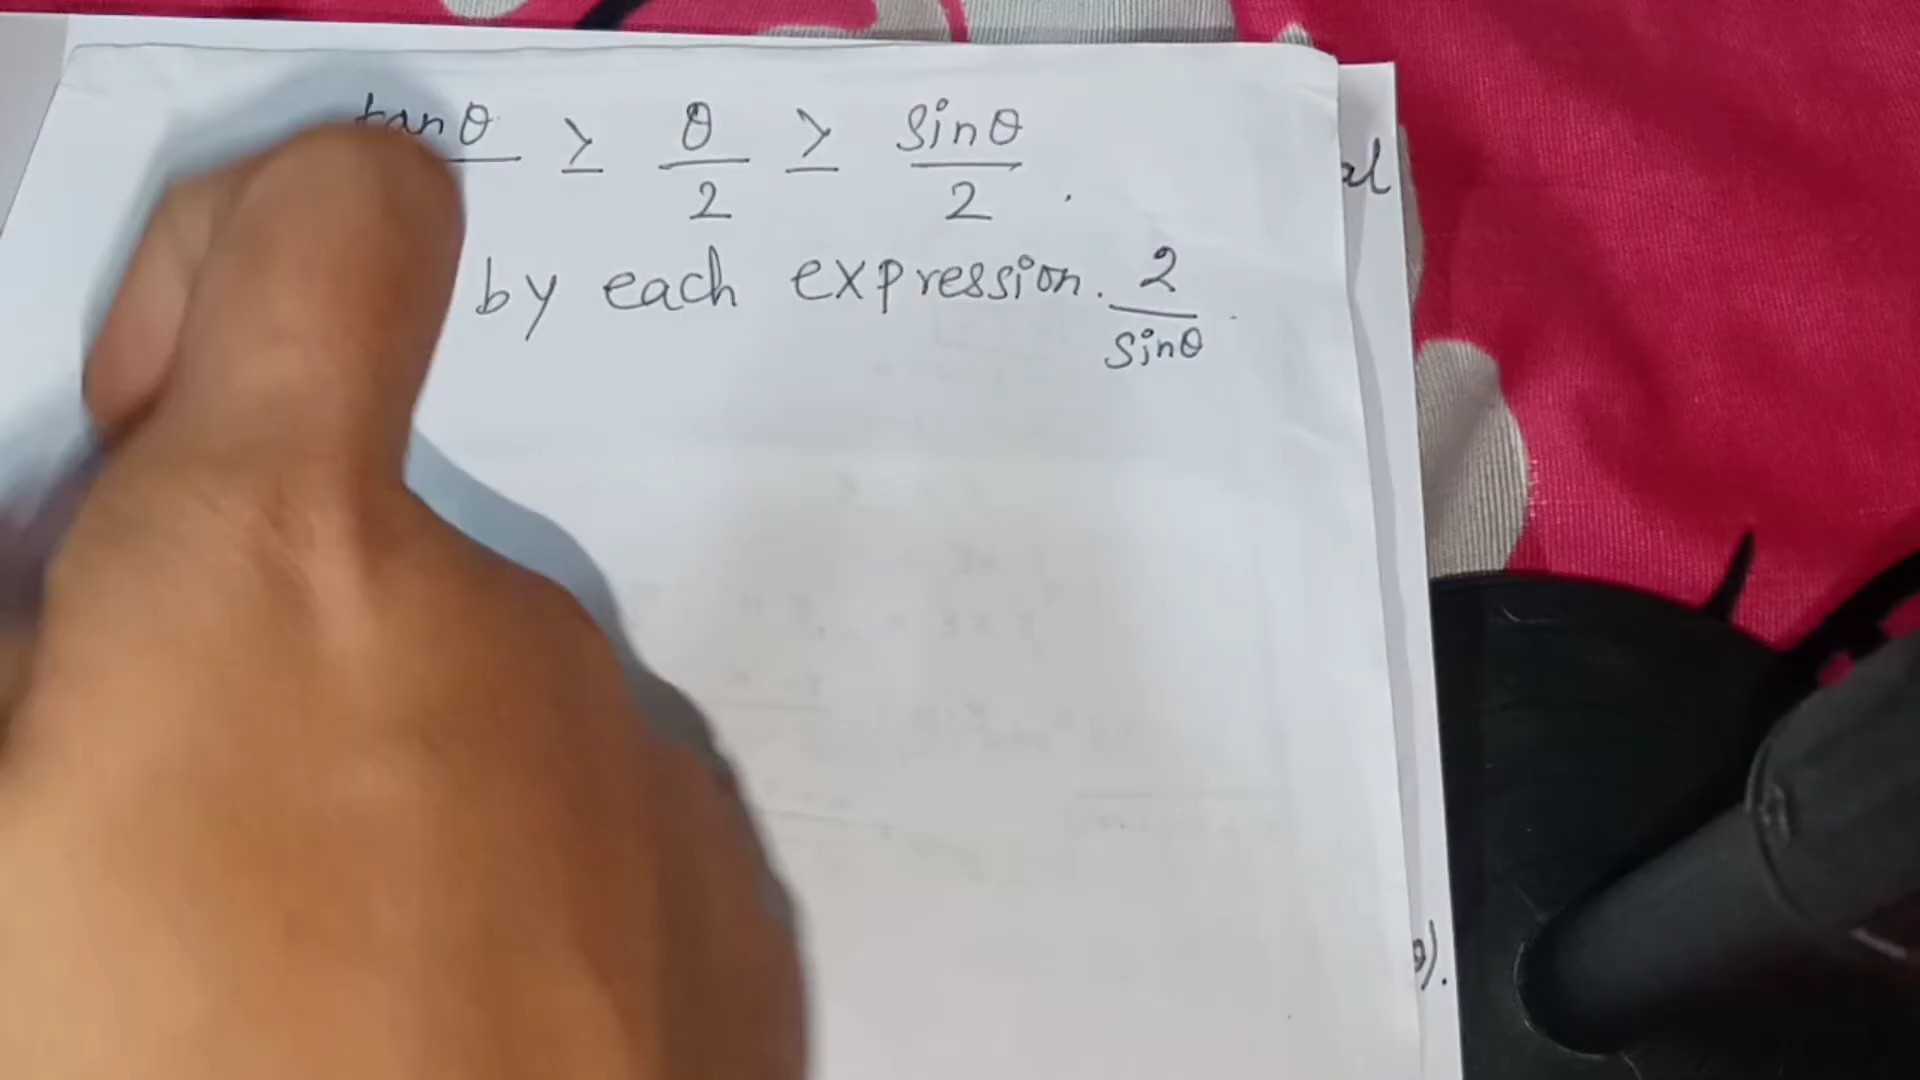 tanθ ≥ θ/2 ≥ sinθ/2 .
by each expression. 2/sinθ .